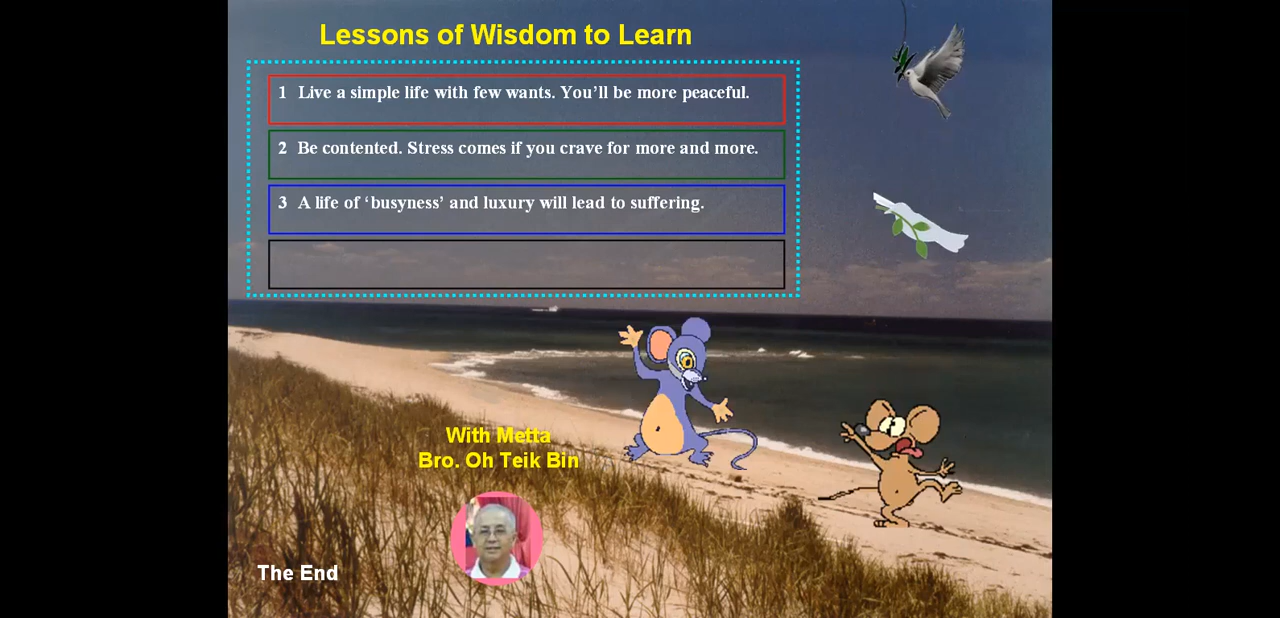 Lessons of Wisdom to Learn
1 Live a simple life with few wants. You’ll be more peaceful.
2 Be contented. Stress comes if you crave for more and more.
3 A life of ‘busyness’ and luxury will lead to suffering.
With Metta
Bro. Oh Teik Bin
The End